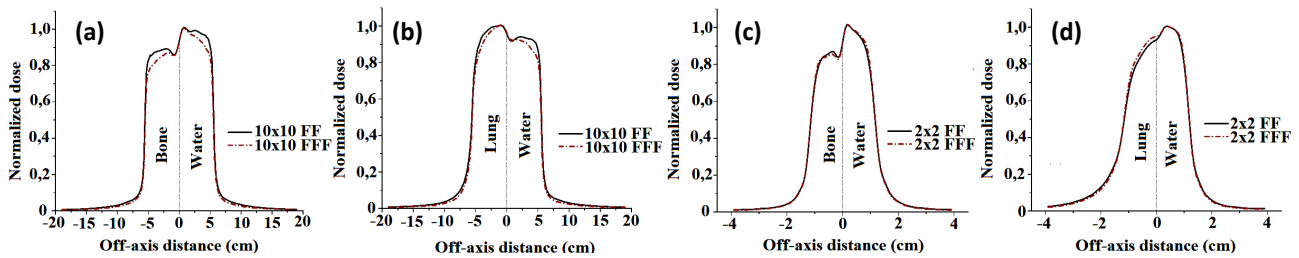 (a)
Normalized dose
1,0
0,8
0,6
0,4
0,2
0
Bone
Water
10x10 FF
10x10 FFF
-20 -15 -10 -5 0 5 10 15 20
Off-axis distance (cm)
(b)
Normalized dose
1,0
0,8
0,6
0,4
0,2
0
Lung
Water
10x10 FF
10x10 FFF
-20 -15 -10 -5 0 5 10 15 20
Off-axis distance (cm)
(c)
Normalized dose
1,0
0,8
0,6
0,4
0,2
0
Bone
Water
2x2 FF
2x2 FFF
-4 -2 0 2 4
Off-axis distance (cm)
(d)
Normalized dose
1,0
0,8
0,6
0,4
0,2
0
Lung
Water
2x2 FF
2x2 FFF
-4 -2 0 2 4
Off-axis distance (cm)